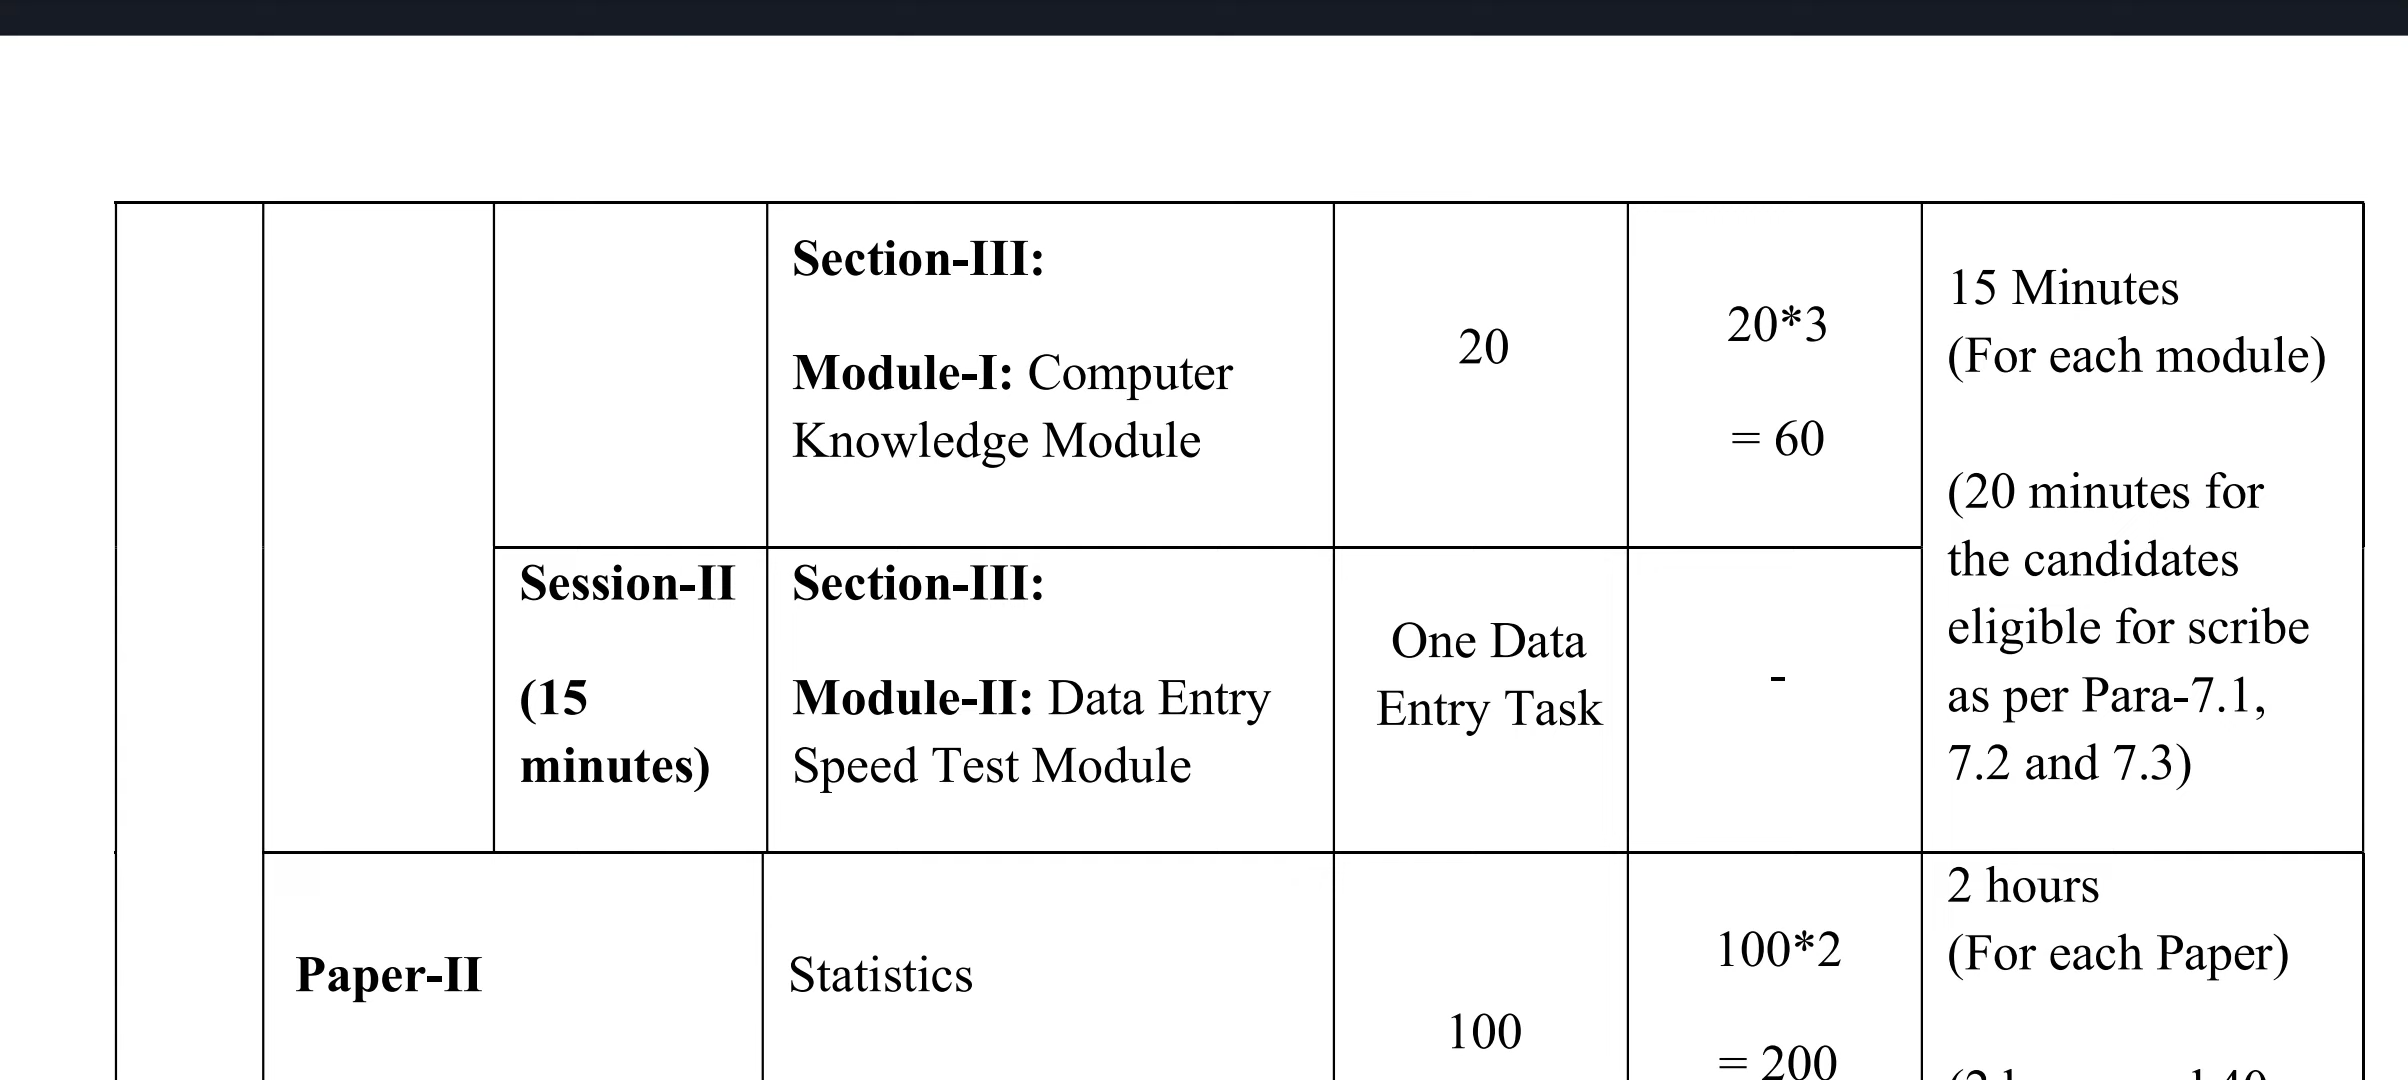 Section-III:
Module-I: Computer
Knowledge Module
20
20*3
= 60
15 Minutes
(For each module)
(20 minutes for
the candidates
eligible for scribe
as per Para-7.1,
7.2 and 7.3)
Session-II
(15
minutes)
Section-III:
Module-II: Data Entry
Speed Test Module
One Data
Entry Task
-
Paper-II
Statistics
100
100*2
= 200
2 hours
(For each Paper)